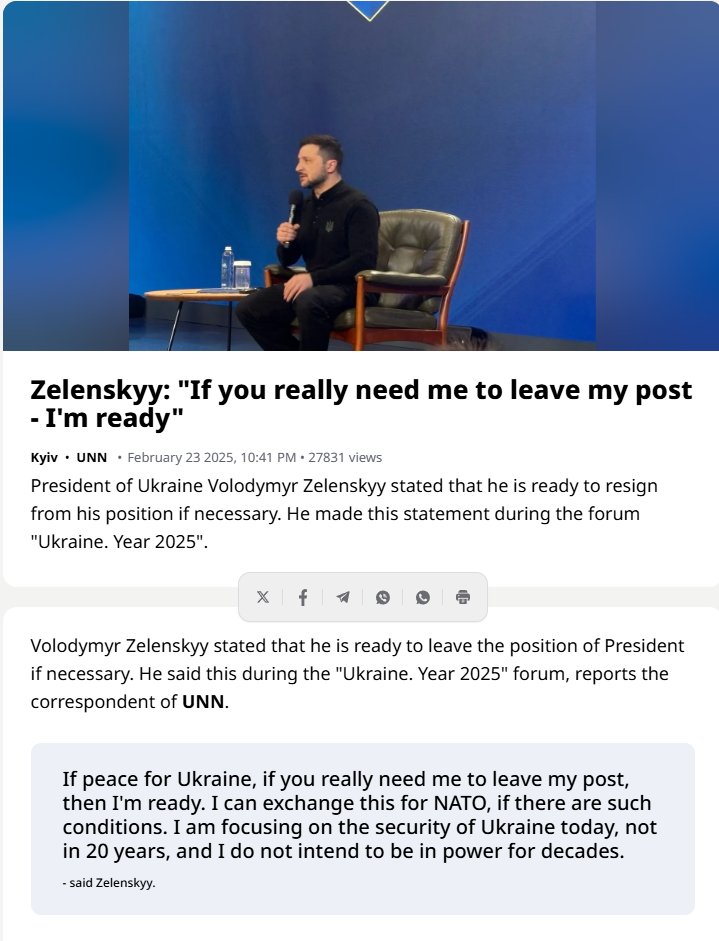 Zelenskyy: "If you really need me to leave my post
- I'm ready"
Kyiv • UNN • February 23 2025, 10:41 PM • 27831 views
President of Ukraine Volodymyr Zelenskyy stated that he is ready to resign
from his position if necessary. He made this statement during the forum
"Ukraine. Year 2025".
Volodymyr Zelenskyy stated that he is ready to leave the position of President
if necessary. He said this during the "Ukraine. Year 2025" forum, reports the
correspondent of UNN.
If peace for Ukraine, if you really need me to leave my post,
then I'm ready. I can exchange this for NATO, if there are such
conditions. I am focusing on the security of Ukraine today, not
in 20 years, and I do not intend to be in power for decades.
- said Zelenskyy.